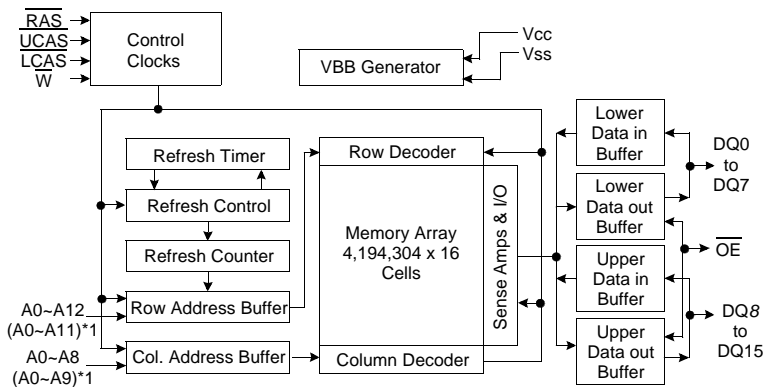 RAS
UCAS
LCAS
W
Control
Clocks
VBB Generator
Vcc
Vss
Refresh Timer
Refresh Control
Refresh Counter
Row Address Buffer
Col. Address Buffer
A0~A12
(A0~A11)*1
A0~A8
(A0~A9)*1
Row Decoder
Memory Array
4,194,304 x 16
Cells
Column Decoder
Sense Amps & I/O
Lower
Data in
Buffer
Lower
Data out
Buffer
Upper
Data in
Buffer
Upper
Data out
Buffer
DQ0
to
DQ7
OE
DQ8
to
DQ15